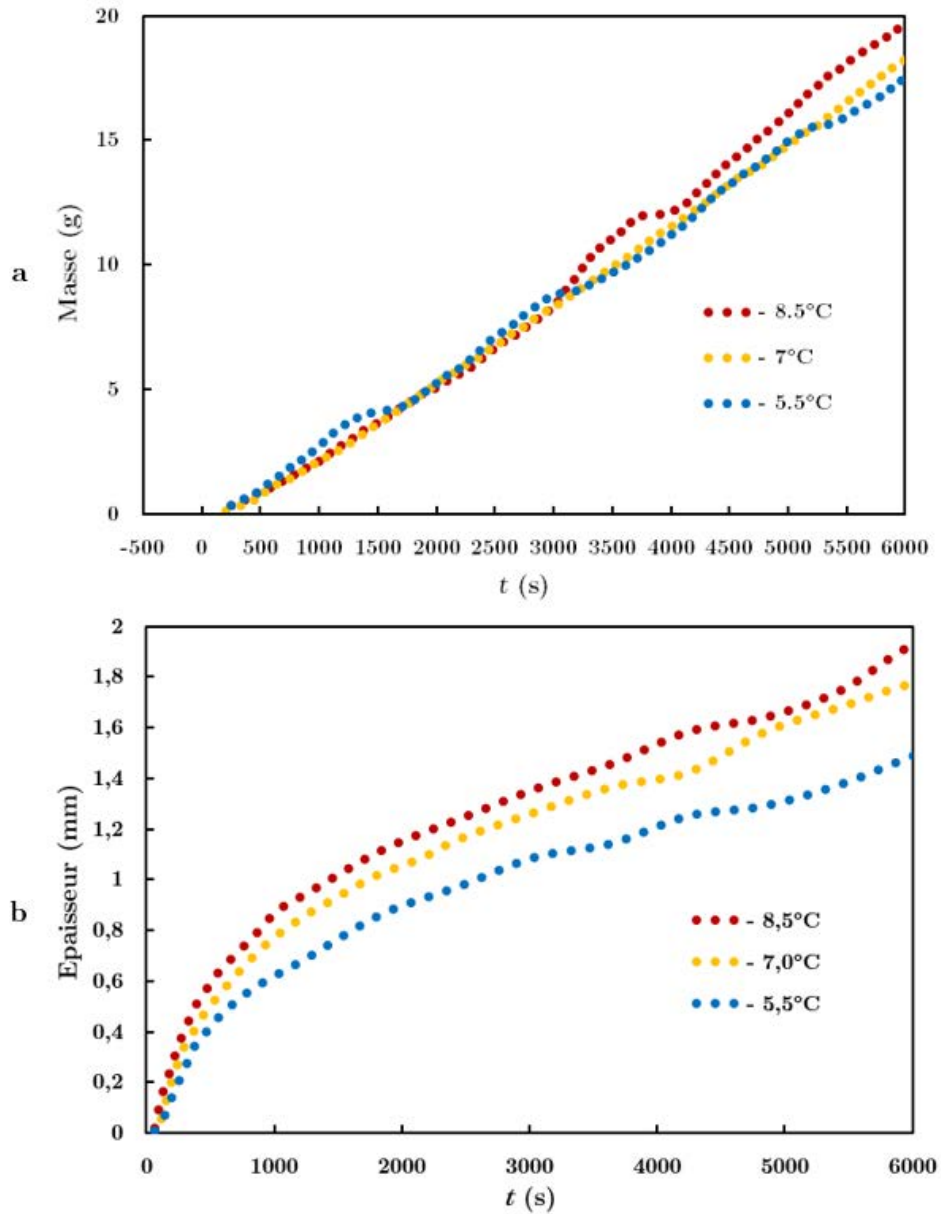 20
15
10
5
0
Masse (g)
a
- 8.5°C
- 7°C
- 5.5°C
-500 0 500 1000 1500 2000 2500 3000 3500 4000 4500 5000 5500 6000
t (s)
2
1,8
1,6
1,4
1,2
1
0,8
0,6
0,4
0,2
0
Epaisseur (mm)
b
- 8,5°C
- 7,0°C
- 5,5°C
0 1000 2000 3000 4000 5000 6000
t (s)